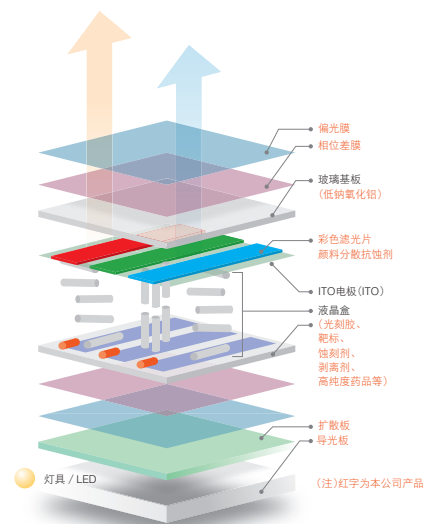 偏光膜
相位差膜
玻璃基板
(低鈉氧化铝)
彩色滤光片
颜料分散抗蚀剂
ITO电极(ITO)
液晶盒
(光刻胶、
靶标、
蚀刻剂、
剥离剂、
高纯度药品等)
扩散板
导光板
灯具 / LED
(注)红字为本公司产品